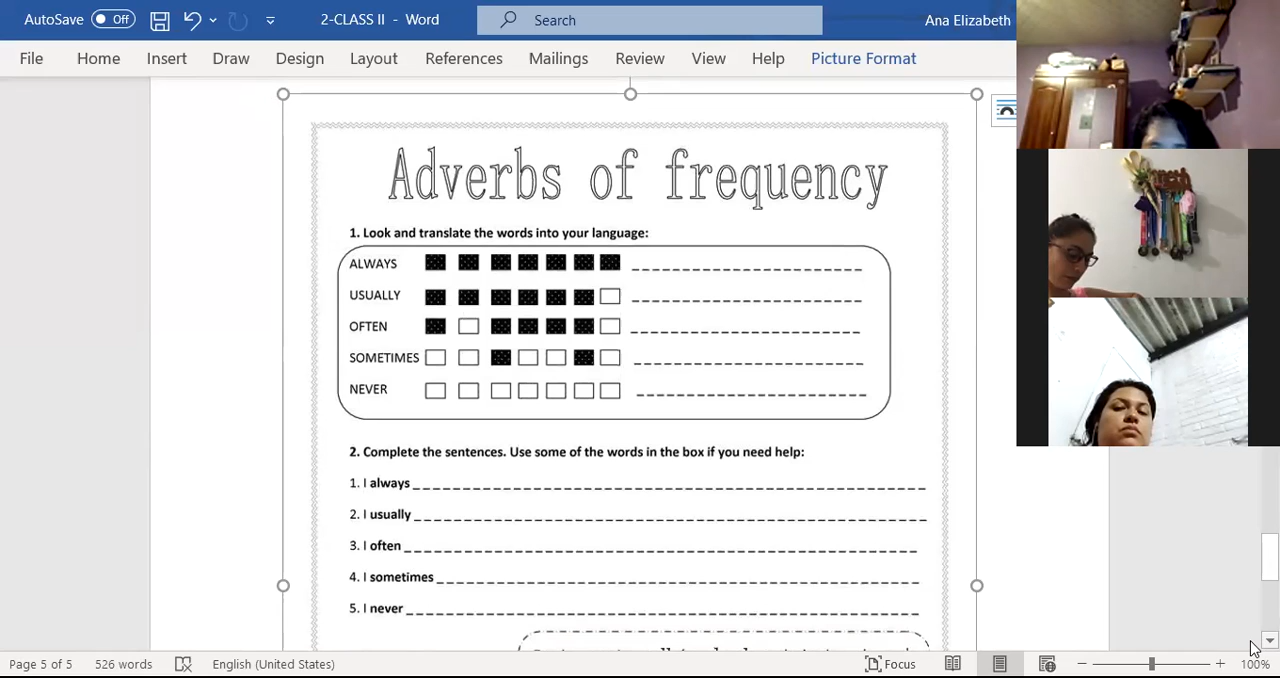 AutoSave Off 2-CLASS II - Word Search Ana Elizabeth
File Home Insert Draw Design Layout References Mailings Review View Help Picture Format
Adverbs of frequency
1. Look and translate the words into your language:
ALWAYS
USUALLY
OFTEN
SOMETIMES
NEVER
2. Complete the sentences. Use some of the words in the box if you need help:
1. I always
2. I usually
3. I often
4. I sometimes
5. I never
Page 5 of 5 526 words English (United States) Focus 100%